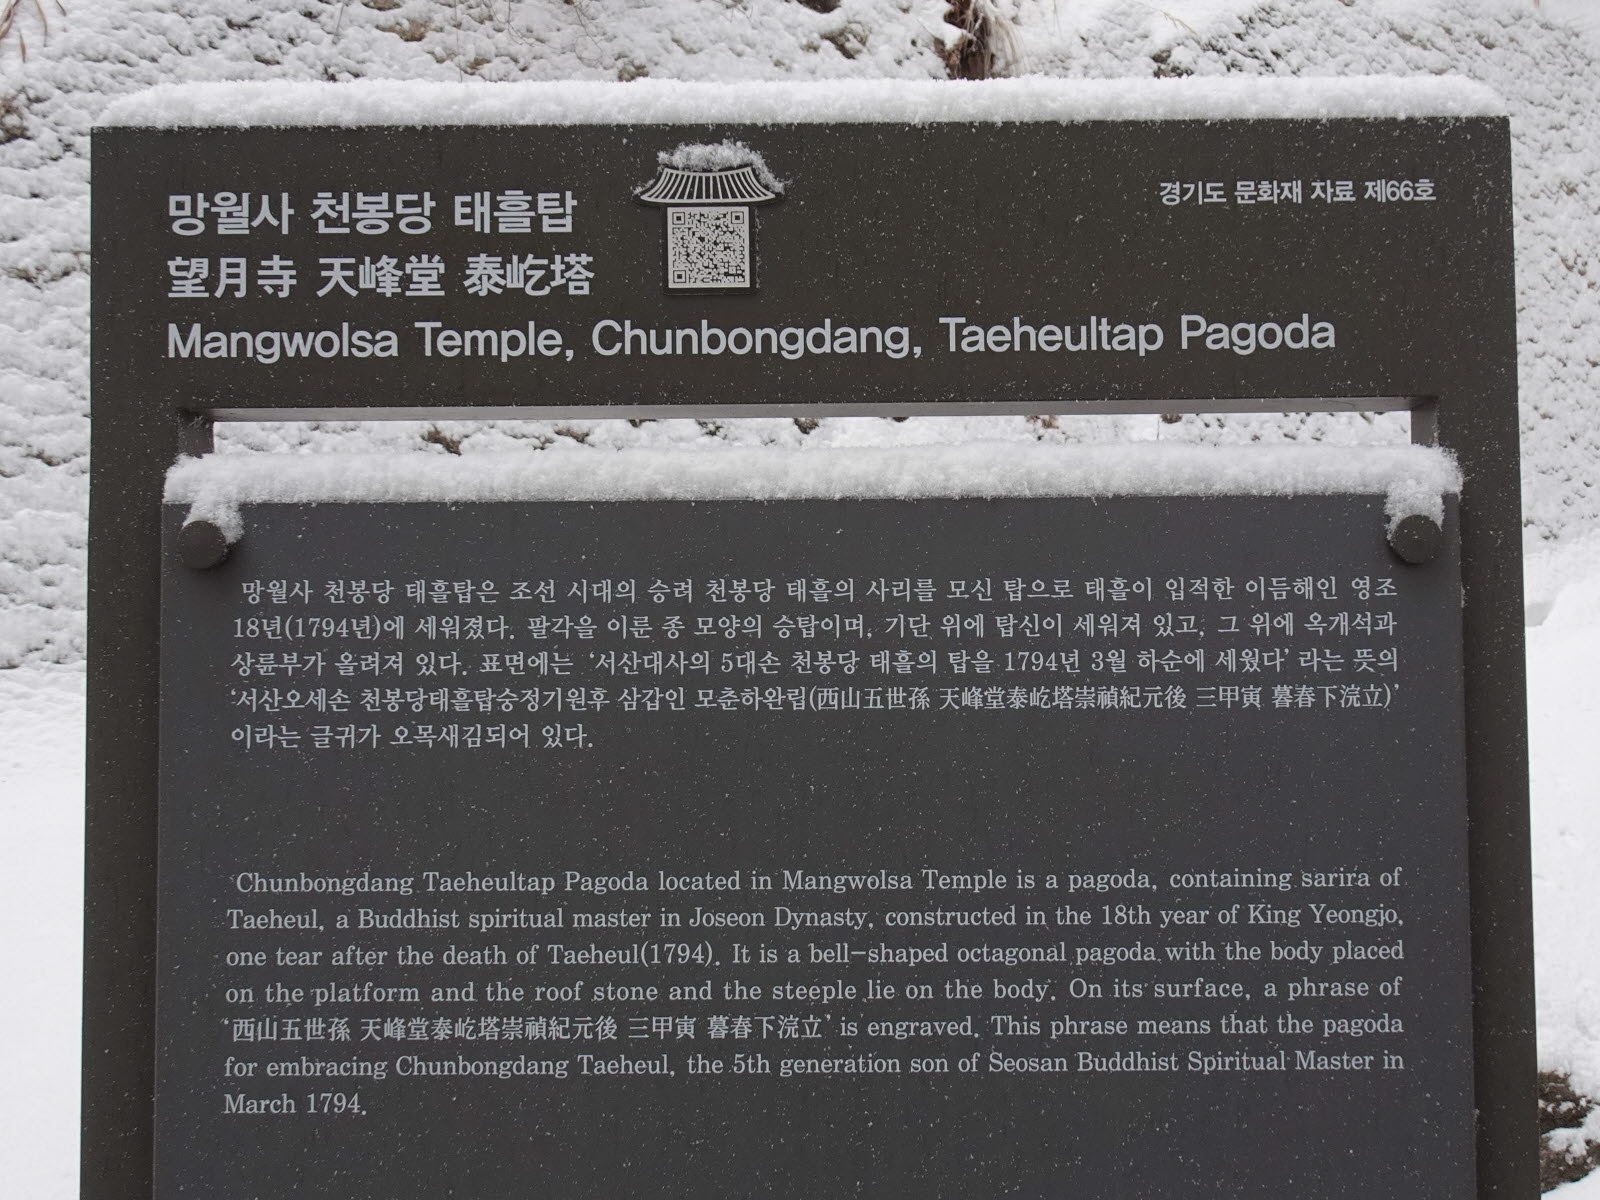 망월사 천봉당 태흘탑
경기도 문화재 자료 제66호
望月寺 天峰堂 泰屹塔
Mangwolsa Temple, Chunbongdang, Taeheultap Pagoda
망월사 천봉당 태흘탑은 조선 시대의 승려 천봉당 태흘의 사리를 모신 탑으로 태흘이 입적한 이듬해인 영조
18년(1794년)에 세워졌다. 팔각을 이룬 종 모양의 승탑이며, 기단 위에 탑신이 세워져 있고, 그 위에 옥개석과
상륜부가 올려져 있다. 표면에는 ‘서산대사의 5대손 천봉당 태흘의 탑을 1794년 3월 하순에 세웠다’ 라는 뜻의
‘서산오세손 천봉당태흘탑숭정기원후 삼갑인 모춘하완립(西山五世孫 天峰堂泰屹塔崇禎紀元後 三甲寅 暮春下浣立)’
이라는 글귀가 오목새김되어 있다.
Chunbongdang Taeheultap Pagoda located in Mangwolsa Temple is a pagoda, containing sarira of
Taeheul, a Buddhist spiritual master in Joseon Dynasty, constructed in the 18th year of King Yeongjo,
one tear after the death of Taeheul(1794). It is a bell-shaped octagonal pagoda with the body placed
on the platform and the roof stone and the steeple lie on the body. On its surface, a phrase of
‘西山五世孫 天峰堂泰屹塔崇禎紀元後 三甲寅 暮春下浣立’ is engraved. This phrase means that the pagoda
for embracing Chunbongdang Taeheul, the 5th generation son of Seosan Buddhist Spiritual Master in
March 1794.